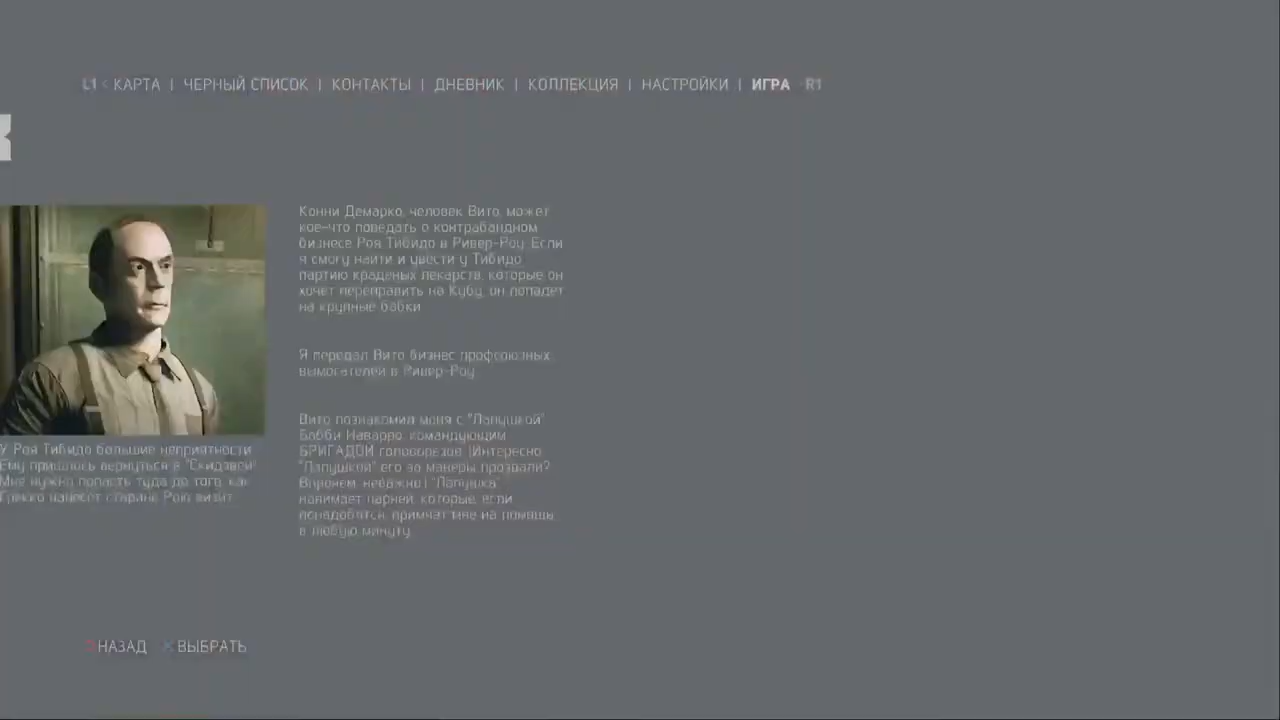 L1 < КАРТА | ЧЕРНЫЙ СПИСОК | КОНТАКТЫ | ДНЕВНИК | КОЛЛЕКЦИЯ | НАСТРОЙКИ | ИГРА R1
У Роя Тибидо большие неприятности
Ему пришлось вернуться в "Скидэвей"
Мне нужно попасть туда до того, как
Грекко нанесет старине Рою визит
Конни Демарко, человек Вито, может
кое-что поведать о контрабандном
бизнесе Роя Тибидо в Ривер-Роу. Если
я смогу найти и увести у Тибидо
партию краденых лекарств, которые он
хочет переправить на Кубу, он попадет
на крупные бабки
Я передал Вито бизнес профсоюзных
вымогателей в Ривер-Роу
Вито познакомил меня с "Лапушкой"
Бобби Наварро, командующим
БРИГАДОЙ головорезов (Интересно
"Лапушкой" его за манеры прозвали?
Впрочем, неважно) "Лапушка"
нанимает парней, которые, если
понадобится, примчат мне на помощь
в любую минуту
НАЗАД ВЫБРАТЬ